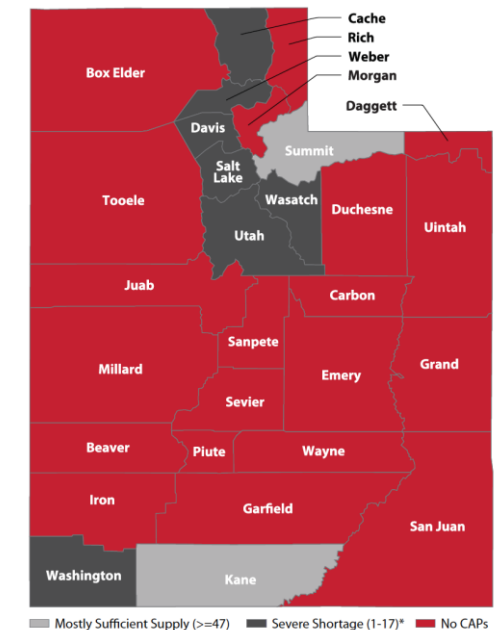 Cache
Rich
Weber
Morgan
Daggett
Box Elder
Davis
Summit
Salt
Lake
Wasatch
Tooele
Duchesne
Uintah
Utah
Juab
Carbon
Sanpete
Millard
Emery
Grand
Sevier
Beaver
Piute
Wayne
Iron
Garfield
San Juan
Washington
Kane
Mostly Sufficient Supply (>=47) Severe Shortage (1-17)* No CAPs